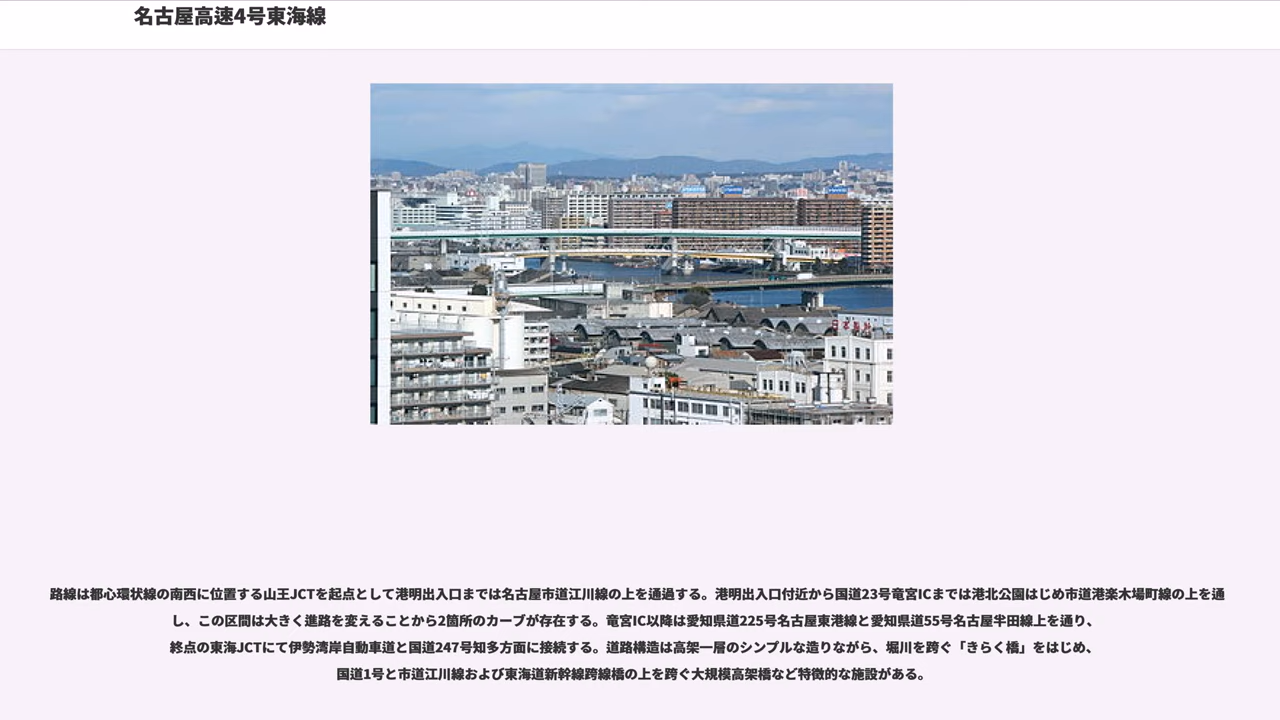 名古屋高速4号東海線
路線は都心環状線の南西に位置する山王JCTを起点として港明出入口までは名古屋市道江川線の上を通過する。港明出入口付近から国道23号竜宮ICまでは港北公園はじめ市道港楽木場町線の上を通
し、この区間は大きく進路を変えることから2箇所のカーブが存在する。竜宮IC以降は愛知県道225号名古屋東港線と愛知県道55号名古屋半田線上を通り、
終点の東海JCTにて伊勢湾岸自動車道と国道247号知多方面に接続する。道路構造は高架一層のシンプルな造りながら、堀川を跨ぐ「きらく橋」をはじめ、
国道1号と市道江川線および東海道新幹線跨線橋の上を跨ぐ大規模高架橋など特徴的な施設がある。